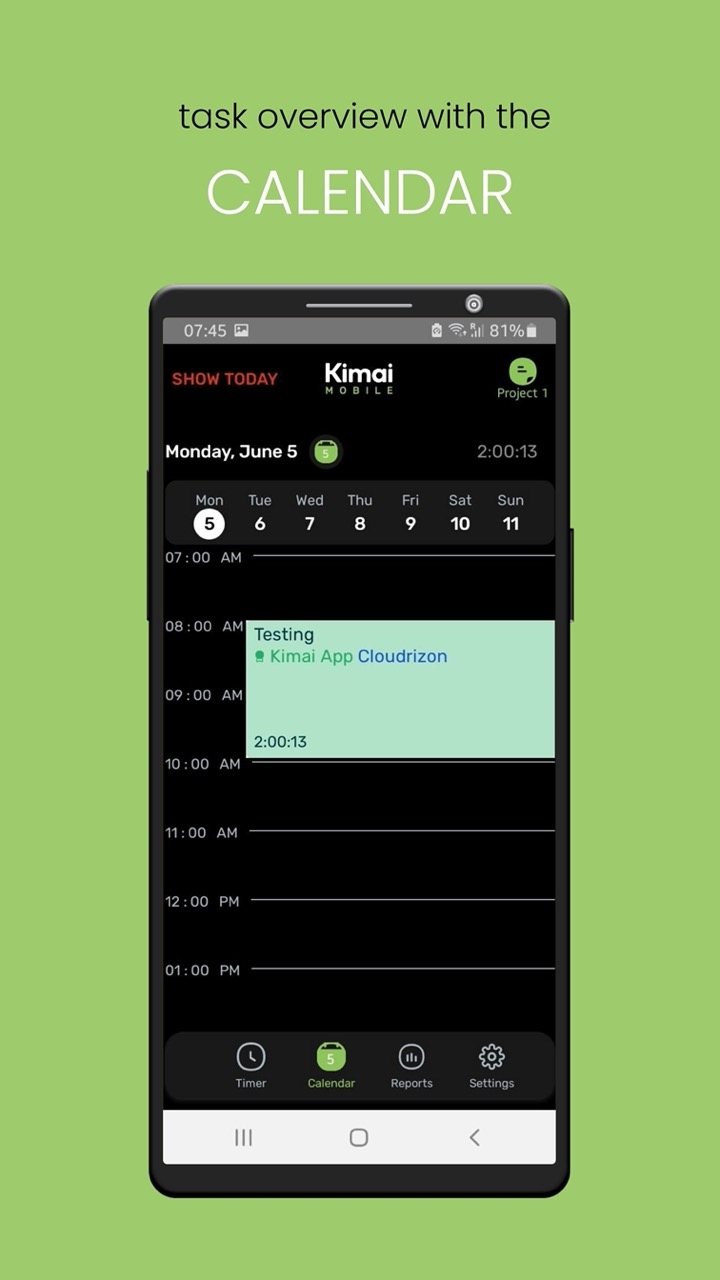 task overview with the
CALENDAR
07:45 R 81%
SHOW TODAY
Kimai
MOBILE
Project 1
Monday, June 5 5 2:00:13
Mon Tue Wed Thu Fri Sat Sun
5 6 7 8 9 10 11
07:00 AM
08:00 AM
Testing
Kimai App Cloudrizon
09:00 AM
2:00:13
10:00 AM
11:00 AM
12:00 PM
01:00 PM
5
Timer Calendar Reports Settings